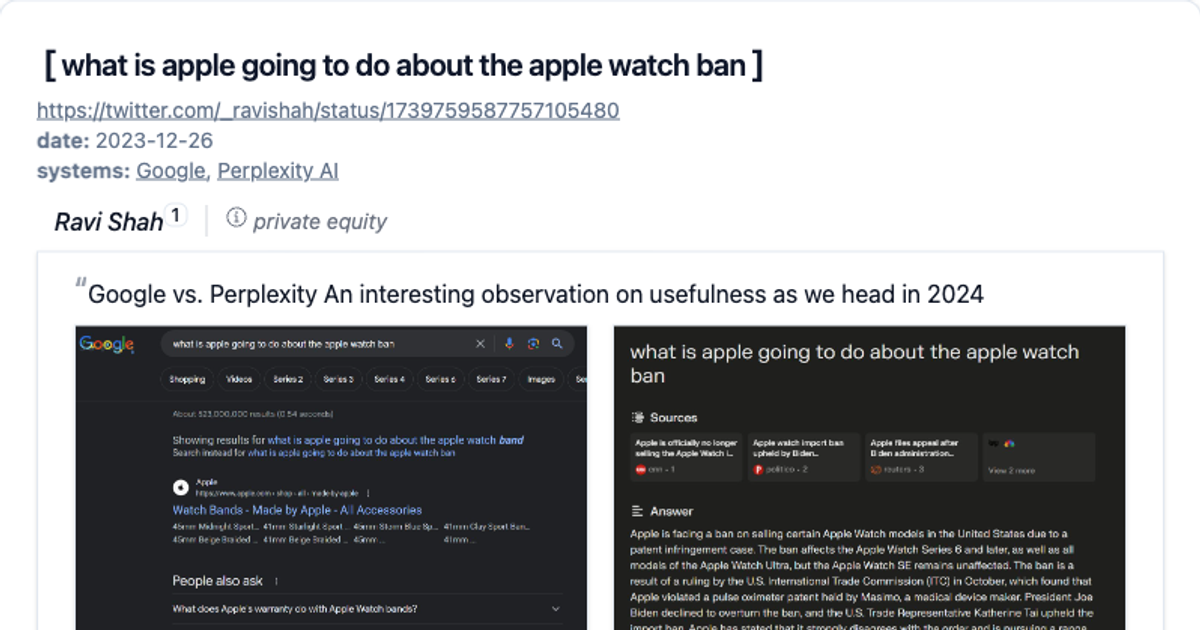 [ what is apple going to do about the apple watch ban ]
https://twitter.com/_ravishah/status/1739759587757105480
date: 2023-12-26
systems: Google, Perplexity AI
Ravi Shah 1
private equity
“Google vs. Perplexity An interesting observation on usefulness as we head in 2024
Google
what is apple going to do about the apple watch ban
Shopping Videos Series 2 Series 3 Series 4 Series 6 Series 7 Images
About 523,000,000 results (0.54 seconds)
Showing results for what is apple going to do about the apple watch band
Search instead for what is apple going to do about the apple watch ban
Apple
https://www.apple.com › shop › all › made-by-apple
Watch Bands - Made by Apple - All Accessories
45mm Midnight Sport... 41mm Starlight Sport... 45mm Storm Blue Sp... 41mm Clay Sport Ban...
45mm Beige Braided ... 41mm Beige Braided ... 45mm ... 41mm ...
People also ask
What does Apple's warranty do with Apple Watch bands?
what is apple going to do about the apple watch
ban
Sources
Apple is officially no longer
selling the Apple Watch i...
cnn · 1
Apple watch import ban
upheld by Biden...
politico · 2
Apple files appeal after
Biden administration...
reuters · 3
View 2 more
Answer
Apple is facing a ban on selling certain Apple Watch models in the United States due to a
patent infringement case. The ban affects the Apple Watch Series 6 and later, as well as all
models of the Apple Watch Ultra, but the Apple Watch SE remains unaffected. The ban is a
result of a ruling by the U.S. International Trade Commission (ITC) in October, which found that
Apple violated a pulse oximeter patent held by Masimo, a medical device maker. President Joe
Biden declined to overturn the ban, and the U.S. Trade Representative Katherine Tai upheld the
import ban. Apple has stated that it strongly disagrees with the order and is pursuing a range